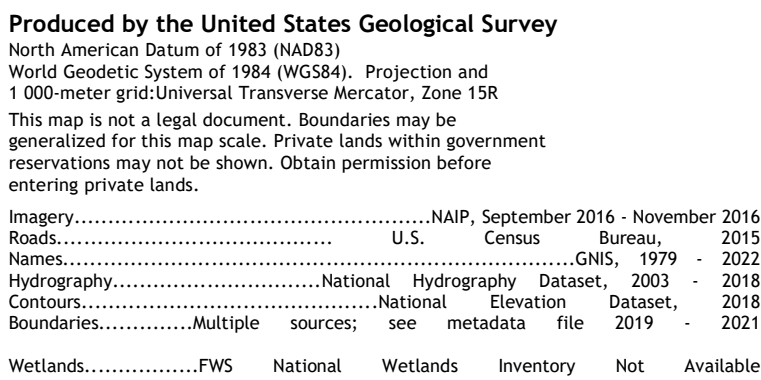 Produced by the United States Geological Survey
North American Datum of 1983 (NAD83)
World Geodetic System of 1984 (WGS84).  Projection and
1 000-meter grid:Universal Transverse Mercator, Zone 15R
This map is not a legal document. Boundaries may be
generalized for this map scale. Private lands within government
reservations may not be shown. Obtain permission before
entering private lands.
Imagery............................................NAIP, September 2016 - November 2016
Roads.................................. U.S. Census Bureau, 2015
Names...............................................................GNIS, 1979 - 2022
Hydrography..........................National Hydrography Dataset, 2003 - 2018
Contours.....................................National Elevation Dataset, 2018
Boundaries.............Multiple sources; see metadata file 2019 - 2021
Wetlands.................FWS National Wetlands Inventory Not Available